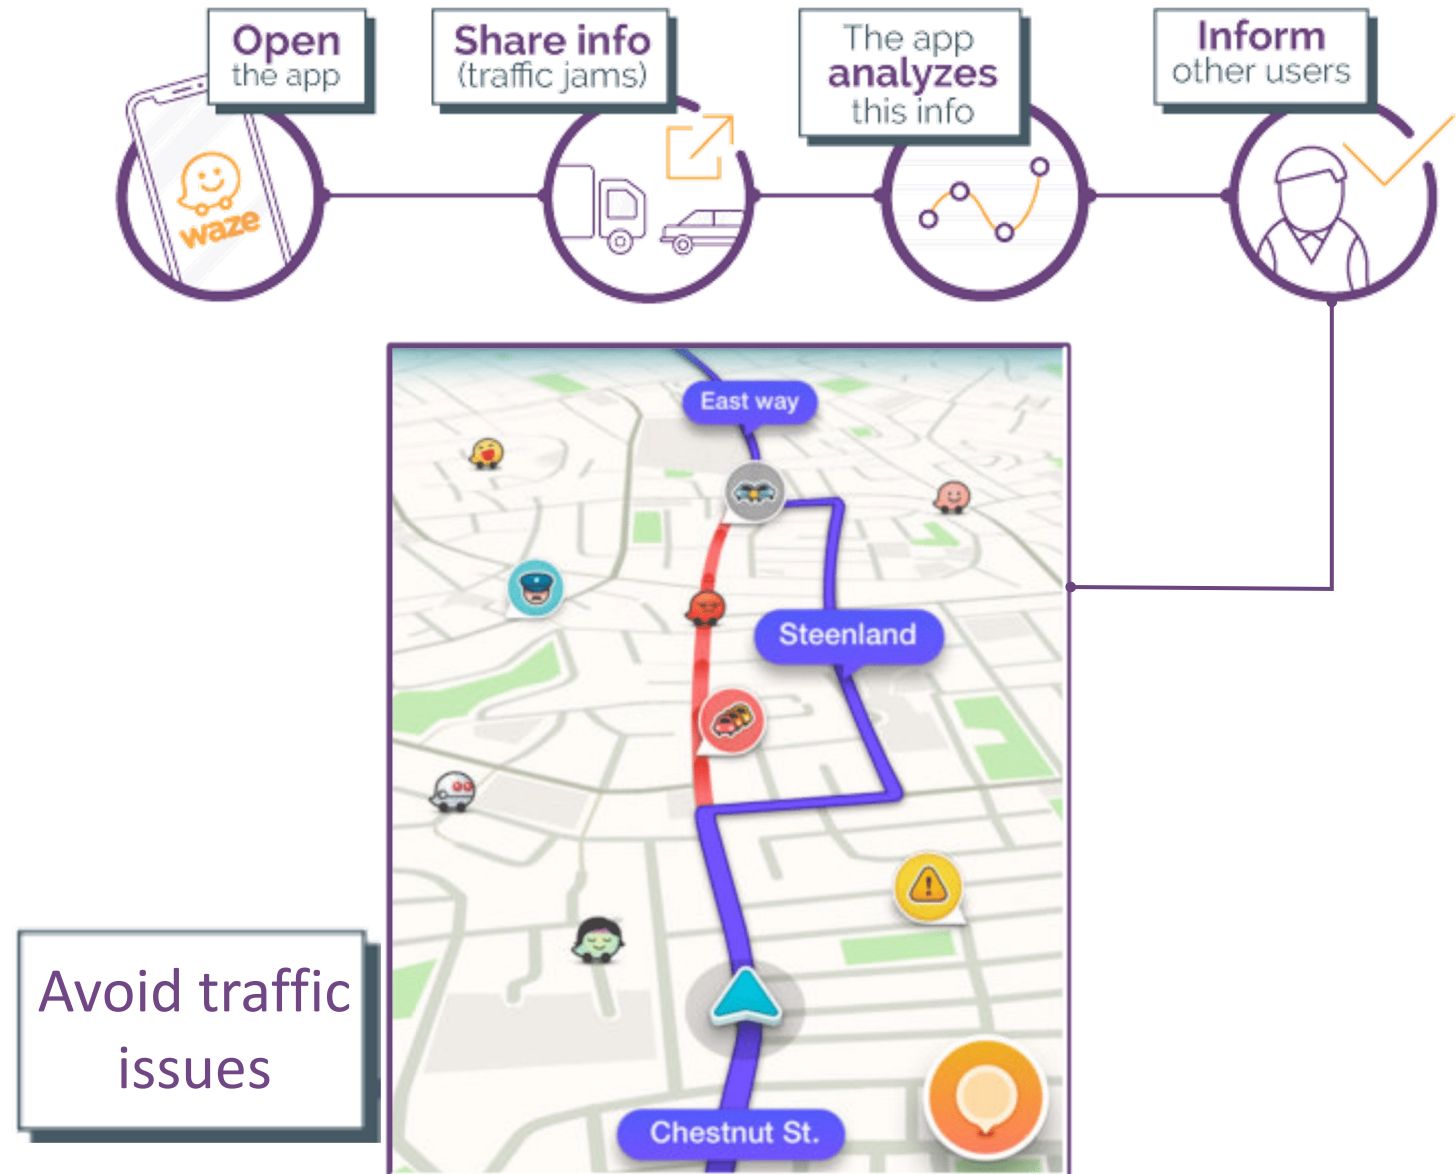 Open
the app
Share info
(traffic jams)
The app
analyzes
this info
Inform
other users
waze
East way
Steenland
Chestnut St.
Avoid traffic
issues